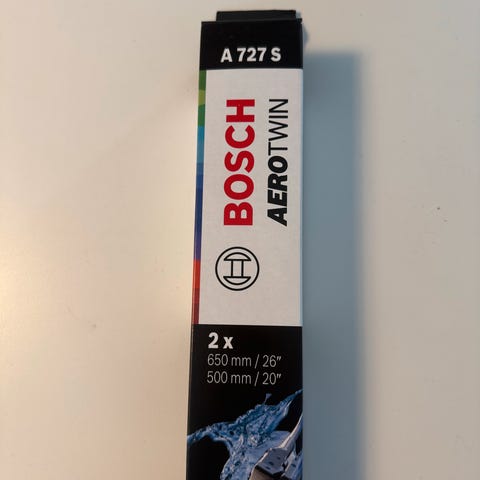 A 727 S
BOSCH
AEROTWIN
2 x
650 mm / 26"
500 mm / 20"